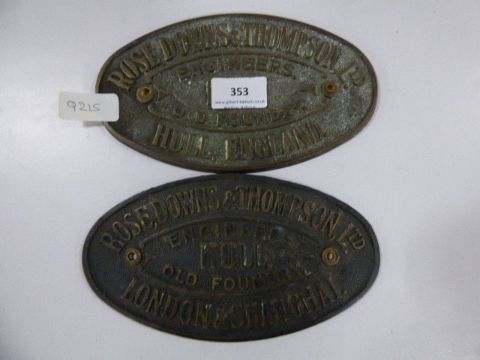 ROSE, DOWNS & THOMPSON, LD
ENGINEERS.
353
OLD FOUNDRY.
HULL, ENGLAND
9215
ROSE, DOWNS & THOMPSON, LTD
ENGINEERS
HULL
OLD FOUNDRY.
LONDON & SHANGHAI.